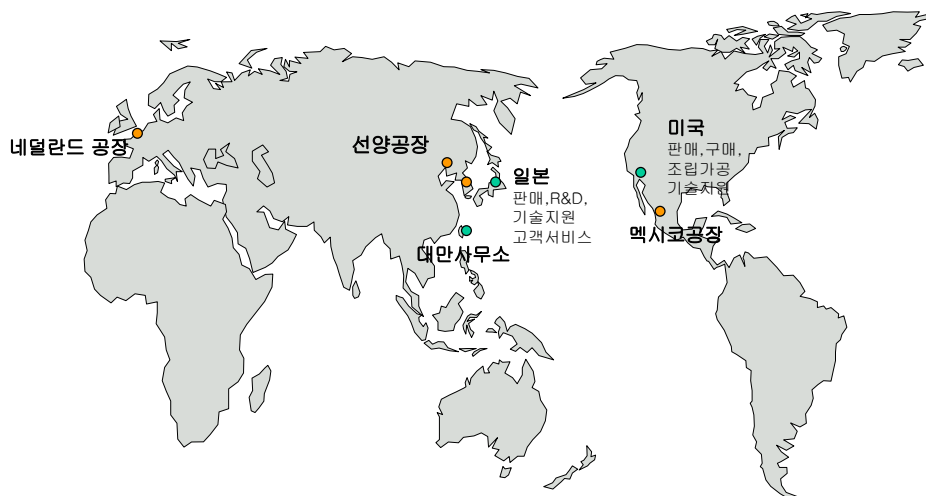 네덜란드 공장
선양공장
일본
판매,R&D,
기술지원
고객서비스
대만사무소
미국
판매,구매,
조립가공
기술지원
멕시코공장